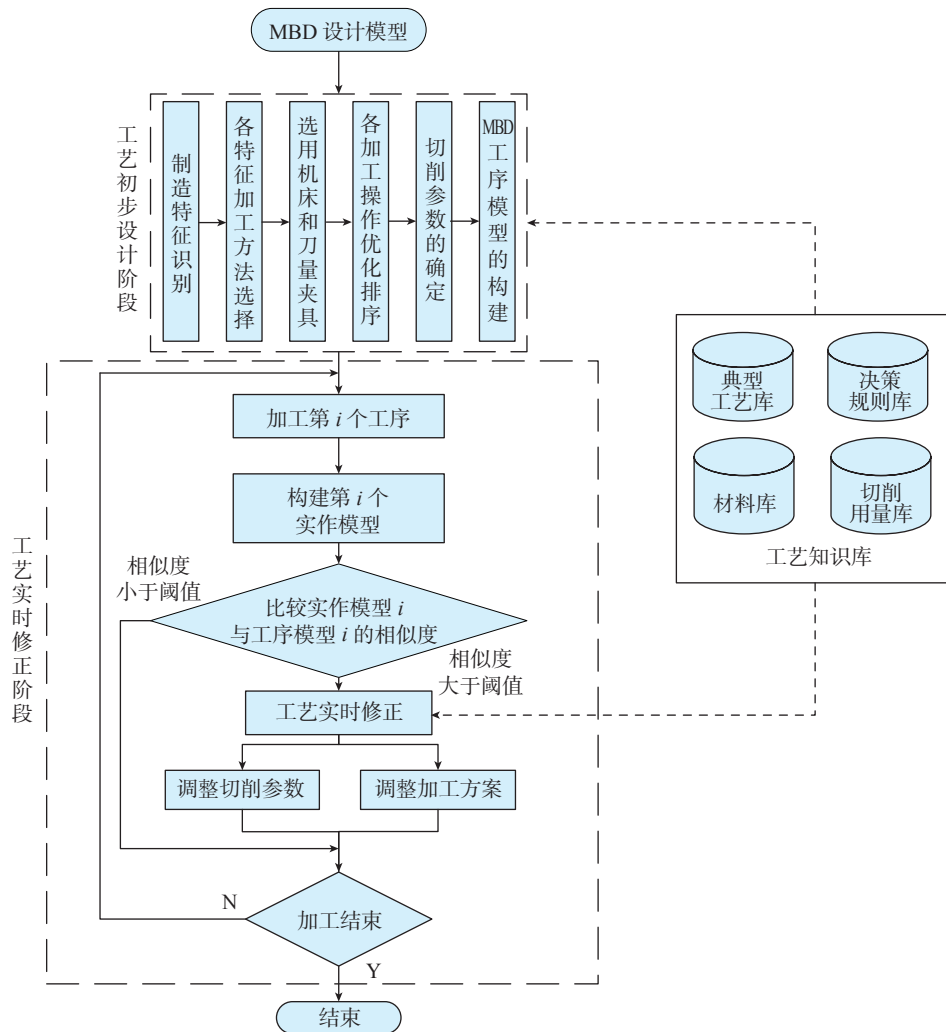 MBD 设计模型
工艺初步设计阶段
制造特征识别
各特征加工方法选择
选用机床和刀量夹具
各加工操作优化排序
切削参数的确定
MBD工序模型的构建
典型
工艺库
决策
规则库
材料库
切削
用量库
工艺知识库
工艺实时修正阶段
加工第 i 个工序
构建第 i 个
实作模型
相似度
小于阈值
比较实作模型 i
与工序模型 i 的相似度
相似度
大于阈值
工艺实时修正
调整切削参数
调整加工方案
N
加工结束
Y
结束